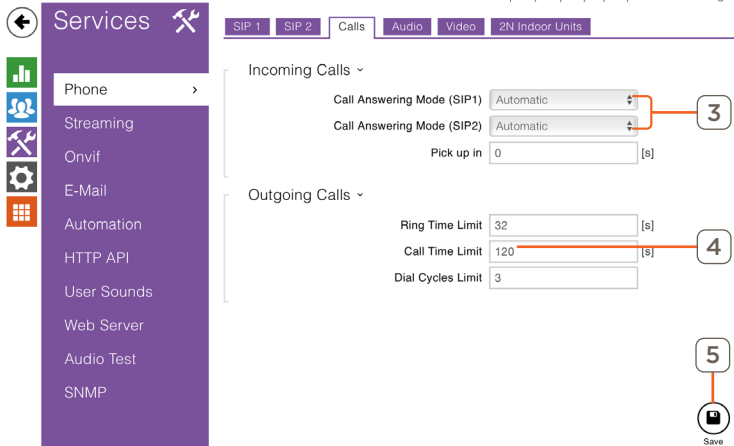 Services
SIP 1 SIP 2 Calls Audio Video 2N Indoor Units
Phone
Streaming
Onvif
E-Mail
Automation
HTTP API
User Sounds
Web Server
Audio Test
SNMP
Incoming Calls
Call Answering Mode (SIP1) Automatic
3
Call Answering Mode (SIP2) Automatic
Pick up in 0 [s]
Outgoing Calls
Ring Time Limit 32 [s]
Call Time Limit 120 [s]
4
Dial Cycles Limit 3
5
Save